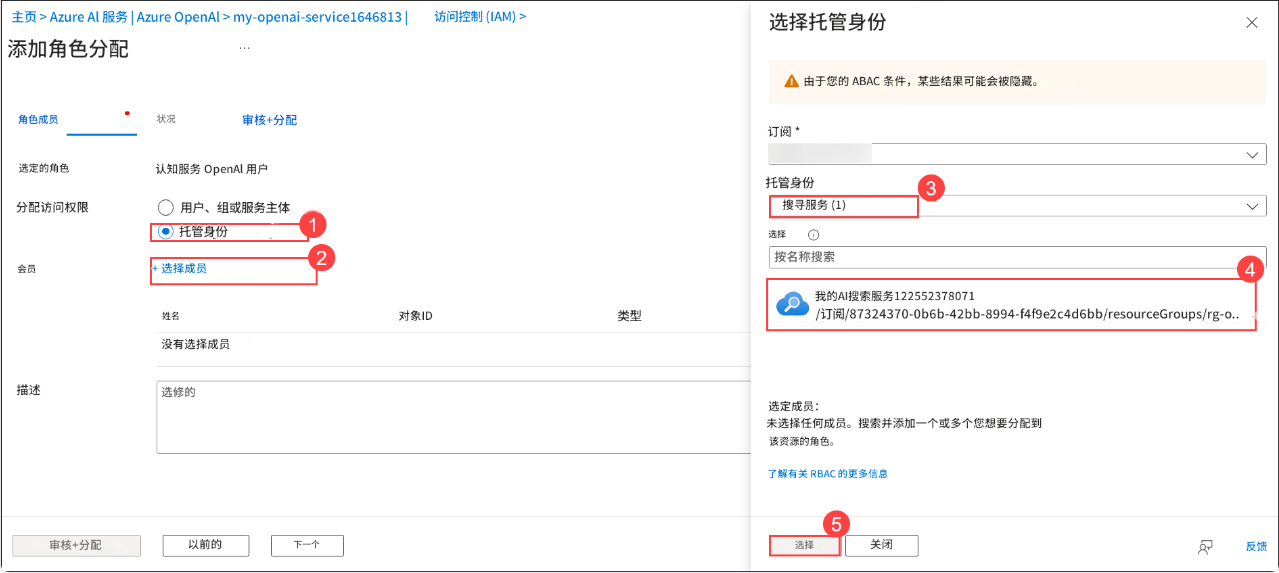 主页 > Azure Al 服务 | Azure OpenAl > my-openai-service1646813 | 访问控制 (IAM) >
添加角色分配 ...
角色成员 状况 审核+分配
选定的角色 认知服务 OpenAl 用户
分配访问权限 用户、组或服务主体
托管身份 1
会员 + 选择成员 2
姓名 对象ID 类型
没有选择成员
描述 选修的
审核+分配 以前的 下一个
选择托管身份
由于您的 ABAC 条件，某些结果可能会被隐藏。
订阅 *
托管身份
搜寻服务 (1) 3
选择
按名称搜索
4
我的AI搜索服务122552378071
/订阅/87324370-0b6b-42bb-8994-f4f9e2c4d6bb/resourceGroups/rg-o..
选定成员：
未选择任何成员。搜索并添加一个或多个您想要分配到
该资源的角色。
了解有关 RBAC 的更多信息
5
选择 关闭 反馈